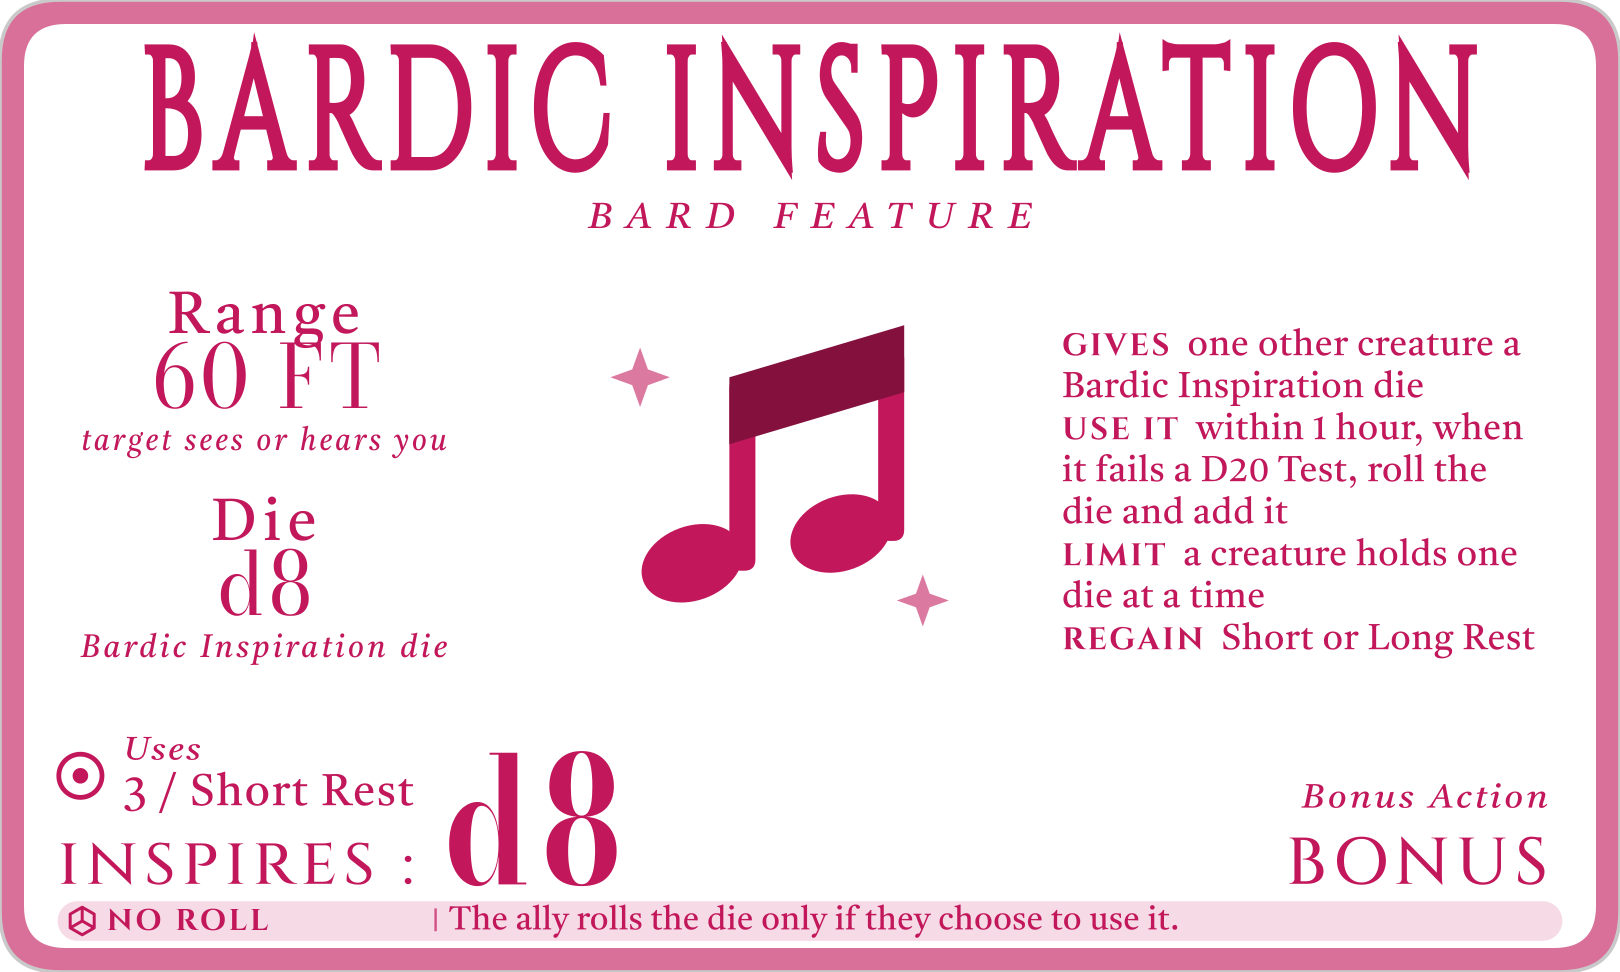 BARDIC INSPIRATION
BARD FEATURE
Range
60 FT
target sees or hears you
Die
d8
Bardic Inspiration die
GIVES one other creature a
Bardic Inspiration die
USE IT within 1 hour, when
it fails a D20 Test, roll the
die and add it
LIMIT a creature holds one
die at a time
REGAIN Short or Long Rest
Uses
3 / Short Rest
INSPIRES : d8
Bonus Action
BONUS
NO ROLL | The ally rolls the die only if they choose to use it.